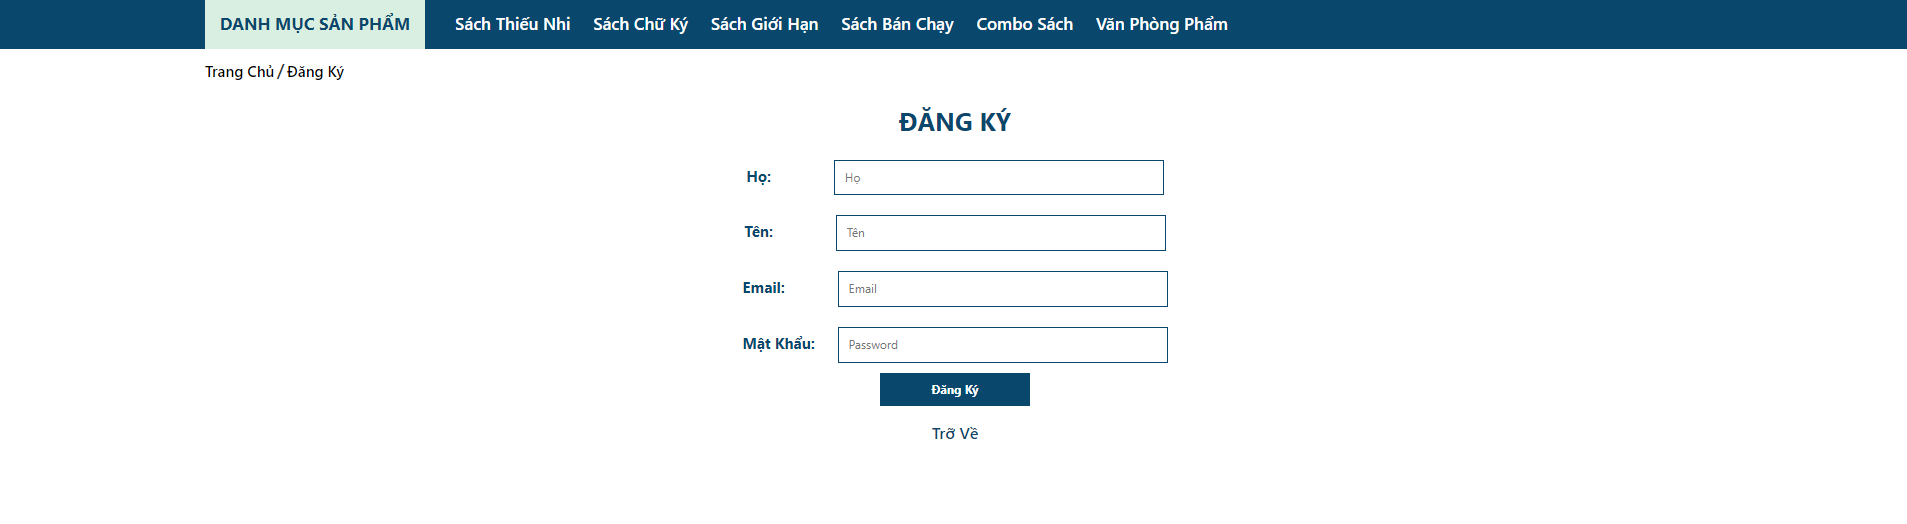 DANH MỤC SẢN PHẨM Sách Thiếu Nhi Sách Chữ Ký Sách Giới Hạn Sách Bán Chạy Combo Sách Văn Phòng Phẩm
Trang Chủ / Đăng Ký
ĐĂNG KÝ
Họ: Họ
Tên: Tên
Email: Email
Mật Khẩu: Password
Đăng Ký
Trỡ Về